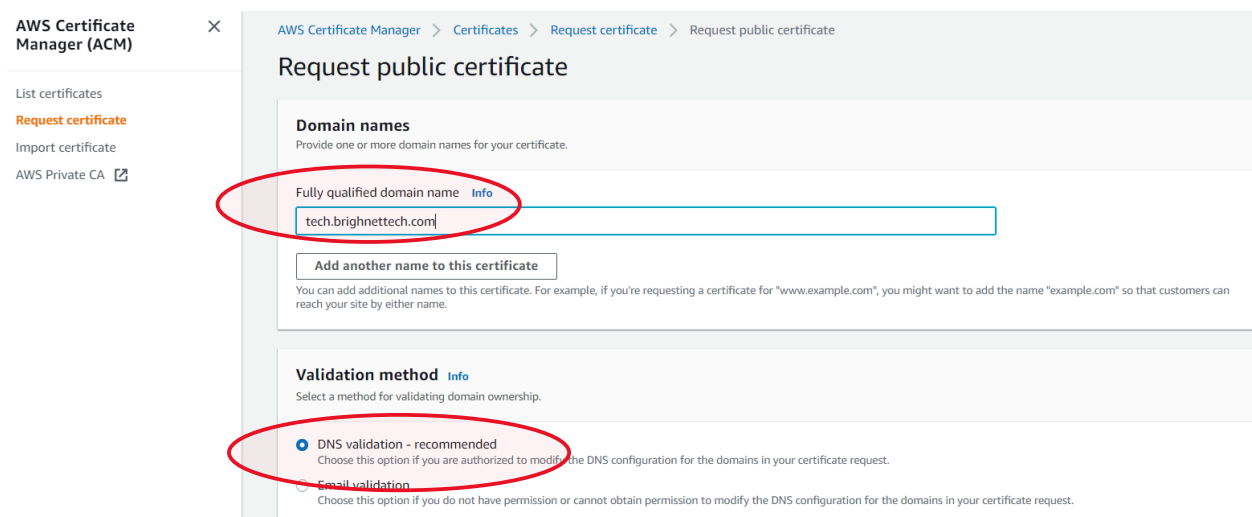 AWS Certificate
Manager (ACM)
List certificates
Request certificate
Import certificate
AWS Private CA
AWS Certificate Manager > Certificates > Request certificate > Request public certificate
Request public certificate
Domain names
Provide one or more domain names for your certificate.
Fully qualified domain name Info
tech.brighnettech.com
Add another name to this certificate
You can add additional names to this certificate. For example, if you're requesting a certificate for "www.example.com", you might want to add the name "example.com" so that customers can
reach your site by either name.
Validation method Info
Select a method for validating domain ownership.
DNS validation - recommended
Choose this option if you are authorized to modify the DNS configuration for the domains in your certificate request.
Email validation
Choose this option if you do not have permission or cannot obtain permission to modify the DNS configuration for the domains in your certificate request.